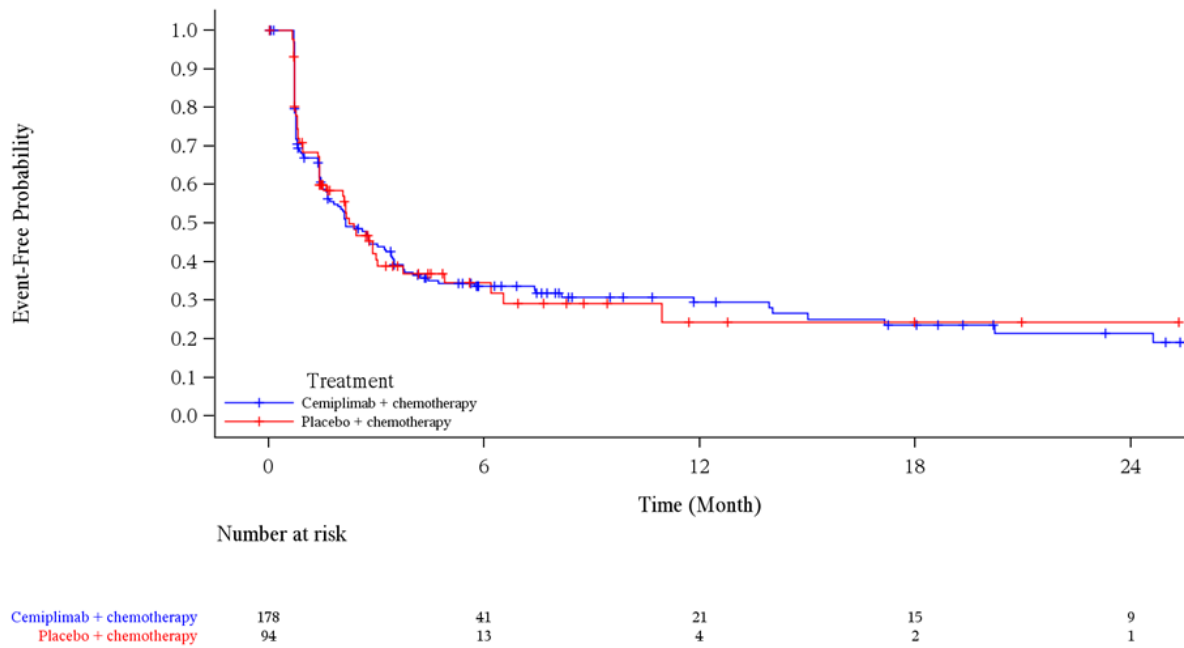 1.0
0.9
0.8
0.7
0.6
0.5
0.4
0.3
0.2
0.1
0.0
Event-Free Probability
Treatment
Cemiplimab + chemotherapy
Placebo + chemotherapy
0 6 12 18 24
Time (Month)
Number at risk
Cemiplimab + chemotherapy 178 41 21 15 9
Placebo + chemotherapy 94 13 4 2 1